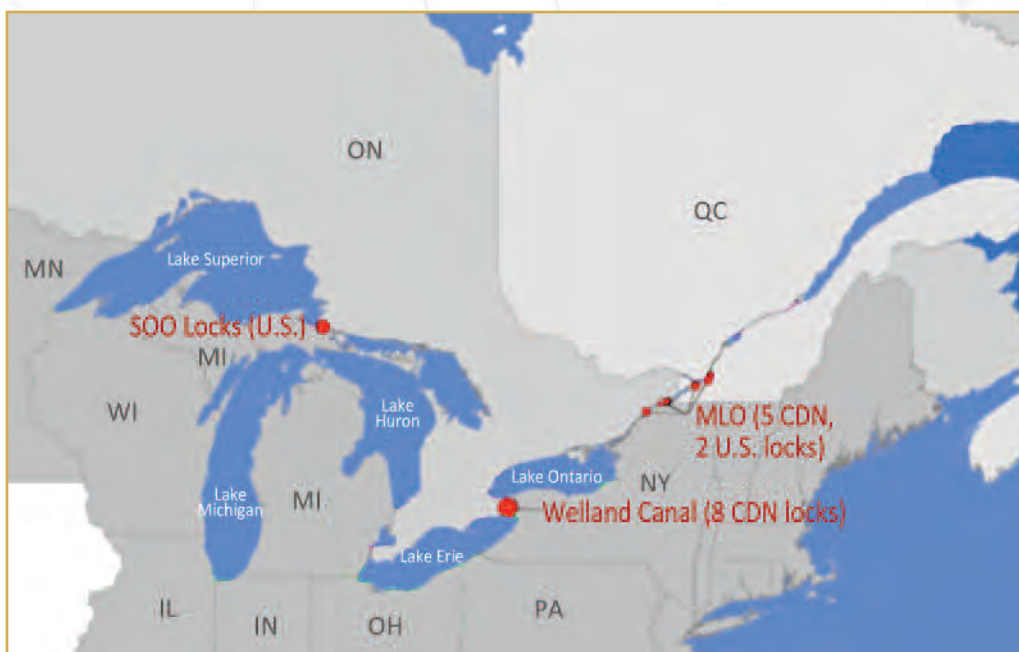 ON
QC
MN
Lake Superior
SOO Locks (U.S.)
MI
WI
Lake
Huron
MLO (5 CDN,
2 U.S. locks)
Lake Ontario
NY
Lake
Michigan
MI
Welland Canal (8 CDN locks)
Lake Erie
IL
IN
OH
PA